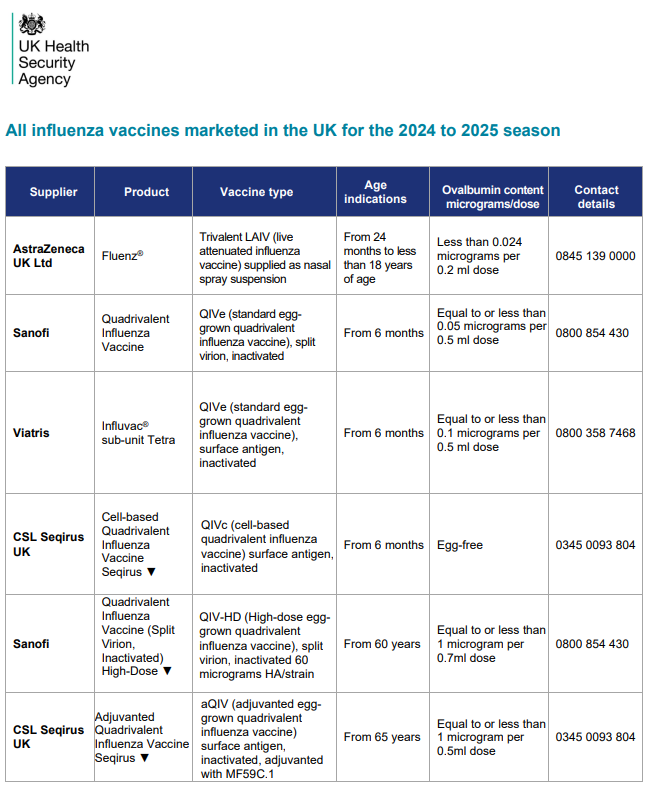 UK Health
Security
Agency
All influenza vaccines marketed in the UK for the 2024 to 2025 season
Supplier
Product
Vaccine type
Age
indications
Ovalbumin content
micrograms/dose
Contact
details
AstraZeneca
UK Ltd
Fluenz®
Trivalent LAIV (live
attenuated influenza
vaccine) supplied as nasal
spray suspension
From 24
months to less
than 18 years
of age
Less than 0.024
micrograms per
0.2 ml dose
0845 139 0000
Sanofi
Quadrivalent
Influenza
Vaccine
QIVe (standard egg-
grown quadrivalent
influenza vaccine), split
virion, inactivated
From 6 months
Equal to or less than
0.05 micrograms per
0.5 ml dose
0800 854 430
Viatris
Influvac®
sub-unit Tetra
QIVe (standard egg-
grown quadrivalent
influenza vaccine),
surface antigen,
inactivated
From 6 months
Equal to or less than
0.1 micrograms per
0.5 ml dose
0800 358 7468
CSL Seqirus
UK
Cell-based
Quadrivalent
Influenza
Vaccine
Seqirus ▼
QIVc (cell-based
quadrivalent influenza
vaccine) surface antigen,
inactivated
From 6 months
Egg-free
0345 0093 804
Sanofi
Quadrivalent
Influenza
Vaccine (Split
Virion,
Inactivated)
High-Dose ▼
QIV-HD (High-dose egg-
grown quadrivalent
influenza vaccine), split
virion, inactivated 60
micrograms HA/strain
From 60 years
Equal to or less than
1 microgram per
0.7ml dose
0800 854 430
CSL Seqirus
UK
Adjuvanted
Quadrivalent
Influenza Vaccine
Seqirus ▼
aQIV (adjuvanted egg-
grown quadrivalent
influenza vaccine)
surface antigen,
inactivated, adjuvanted
with MF59C.1
From 65 years
Equal to or less than
1 microgram per
0.5ml dose
0345 0093 804